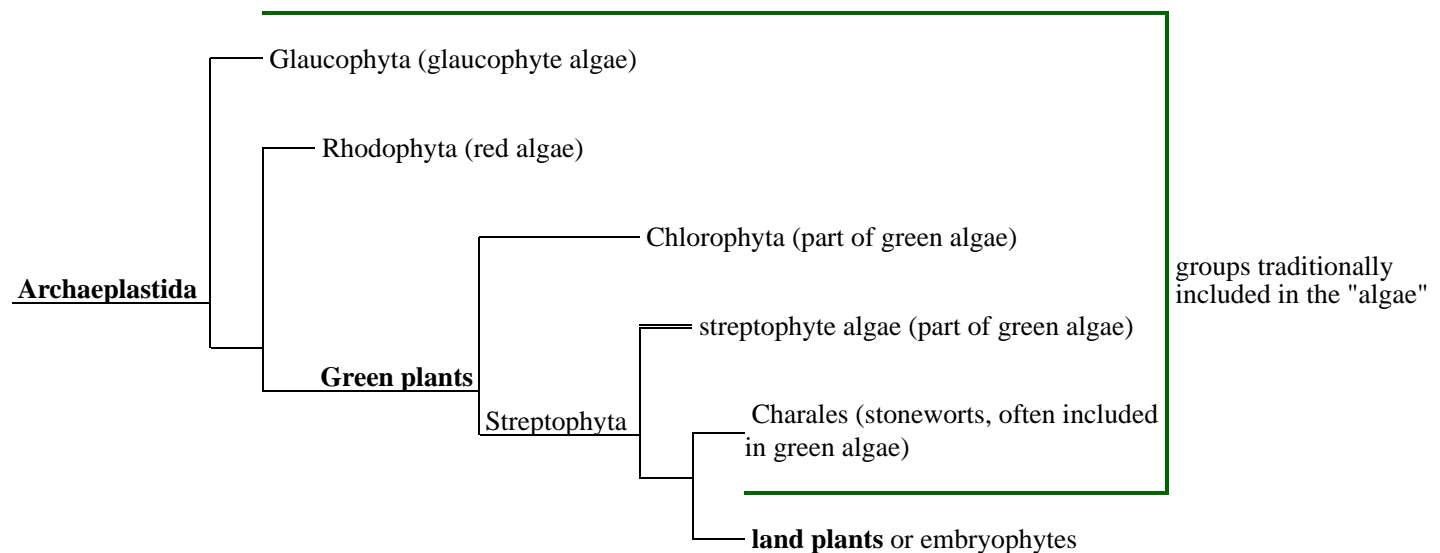 Glaucophyta (glaucophyte algae)
Rhodophyta (red algae)
Chlorophyta (part of green algae)
groups traditionally
included in the "algae"
Archaeplastida
streptophyte algae (part of green algae)
Green plants
Streptophyta
Charales (stoneworts, often included
in green algae)
land plants or embryophytes